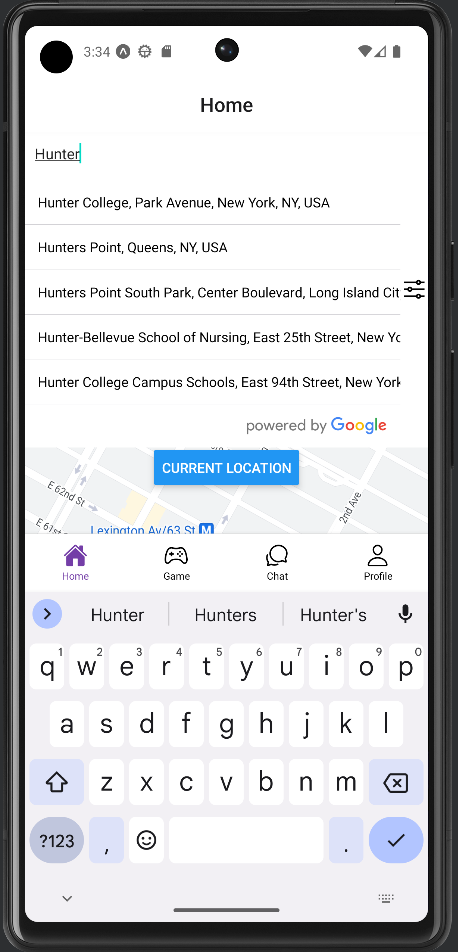 3:34
Home
Hunter
Hunter College, Park Avenue, New York, NY, USA
Hunters Point, Queens, NY, USA
Hunters Point South Park, Center Boulevard, Long Island Cit
Hunter-Bellevue School of Nursing, East 25th Street, New Yo
Hunter College Campus Schools, East 94th Street, New York
powered by Google
CURRENT LOCATION
E 62nd St
2nd Ave
E 61st
Lexington Av/63 St M
Home Game Chat Profile
Hunter Hunters Hunter's
1 2 3 4 5 6 7 8 9 0
q w e r t y u i o p
a s d f g h j k l
z x c v b n m
?123 , .